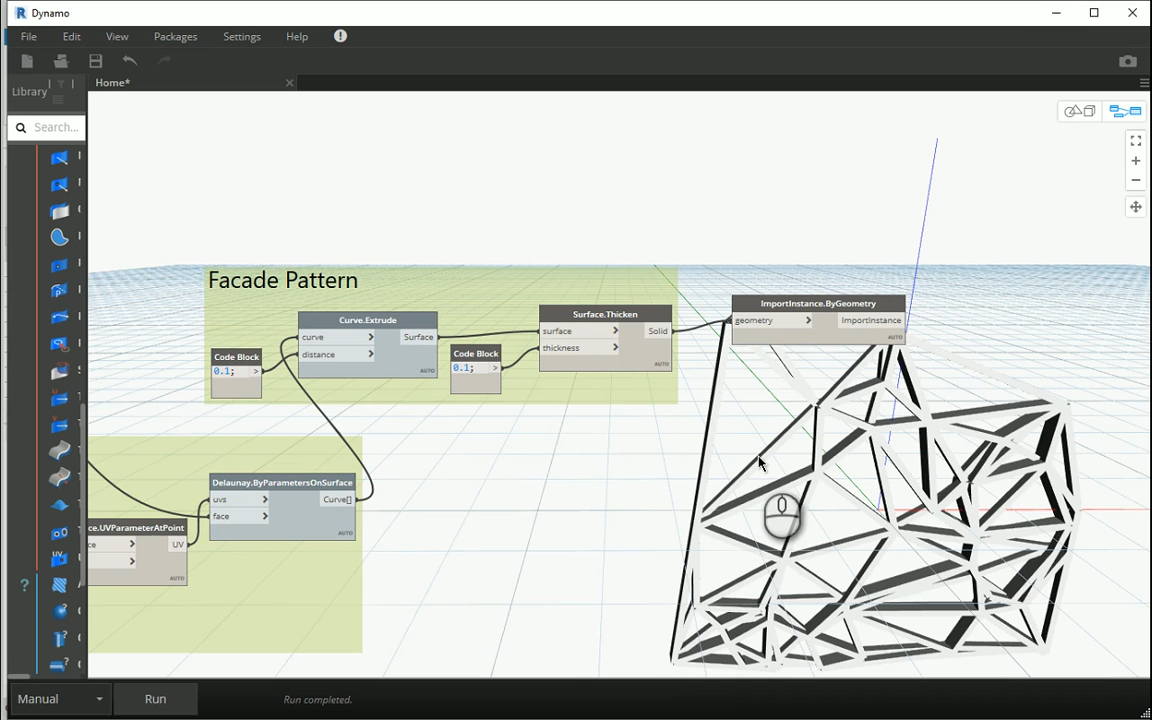 Dynamo
File Edit View Packages Settings Help
Home*
Library
Search...
Facade Pattern
Curve.Extrude
curve > Surface
distance >
AUTO
Code Block
0.1; >
Code Block
0.1; >
Surface.Thicken
surface > Solid
thickness >
AUTO
ImportInstance.ByGeometry
geometry > ImportInstance
AUTO
Delaunay.ByParametersOnSurface
uvs > Curve[]
face >
AUTO
ce.UVParameterAtPoint
ce > UV
>
AUTO
UV
?
Manual Run Run completed.